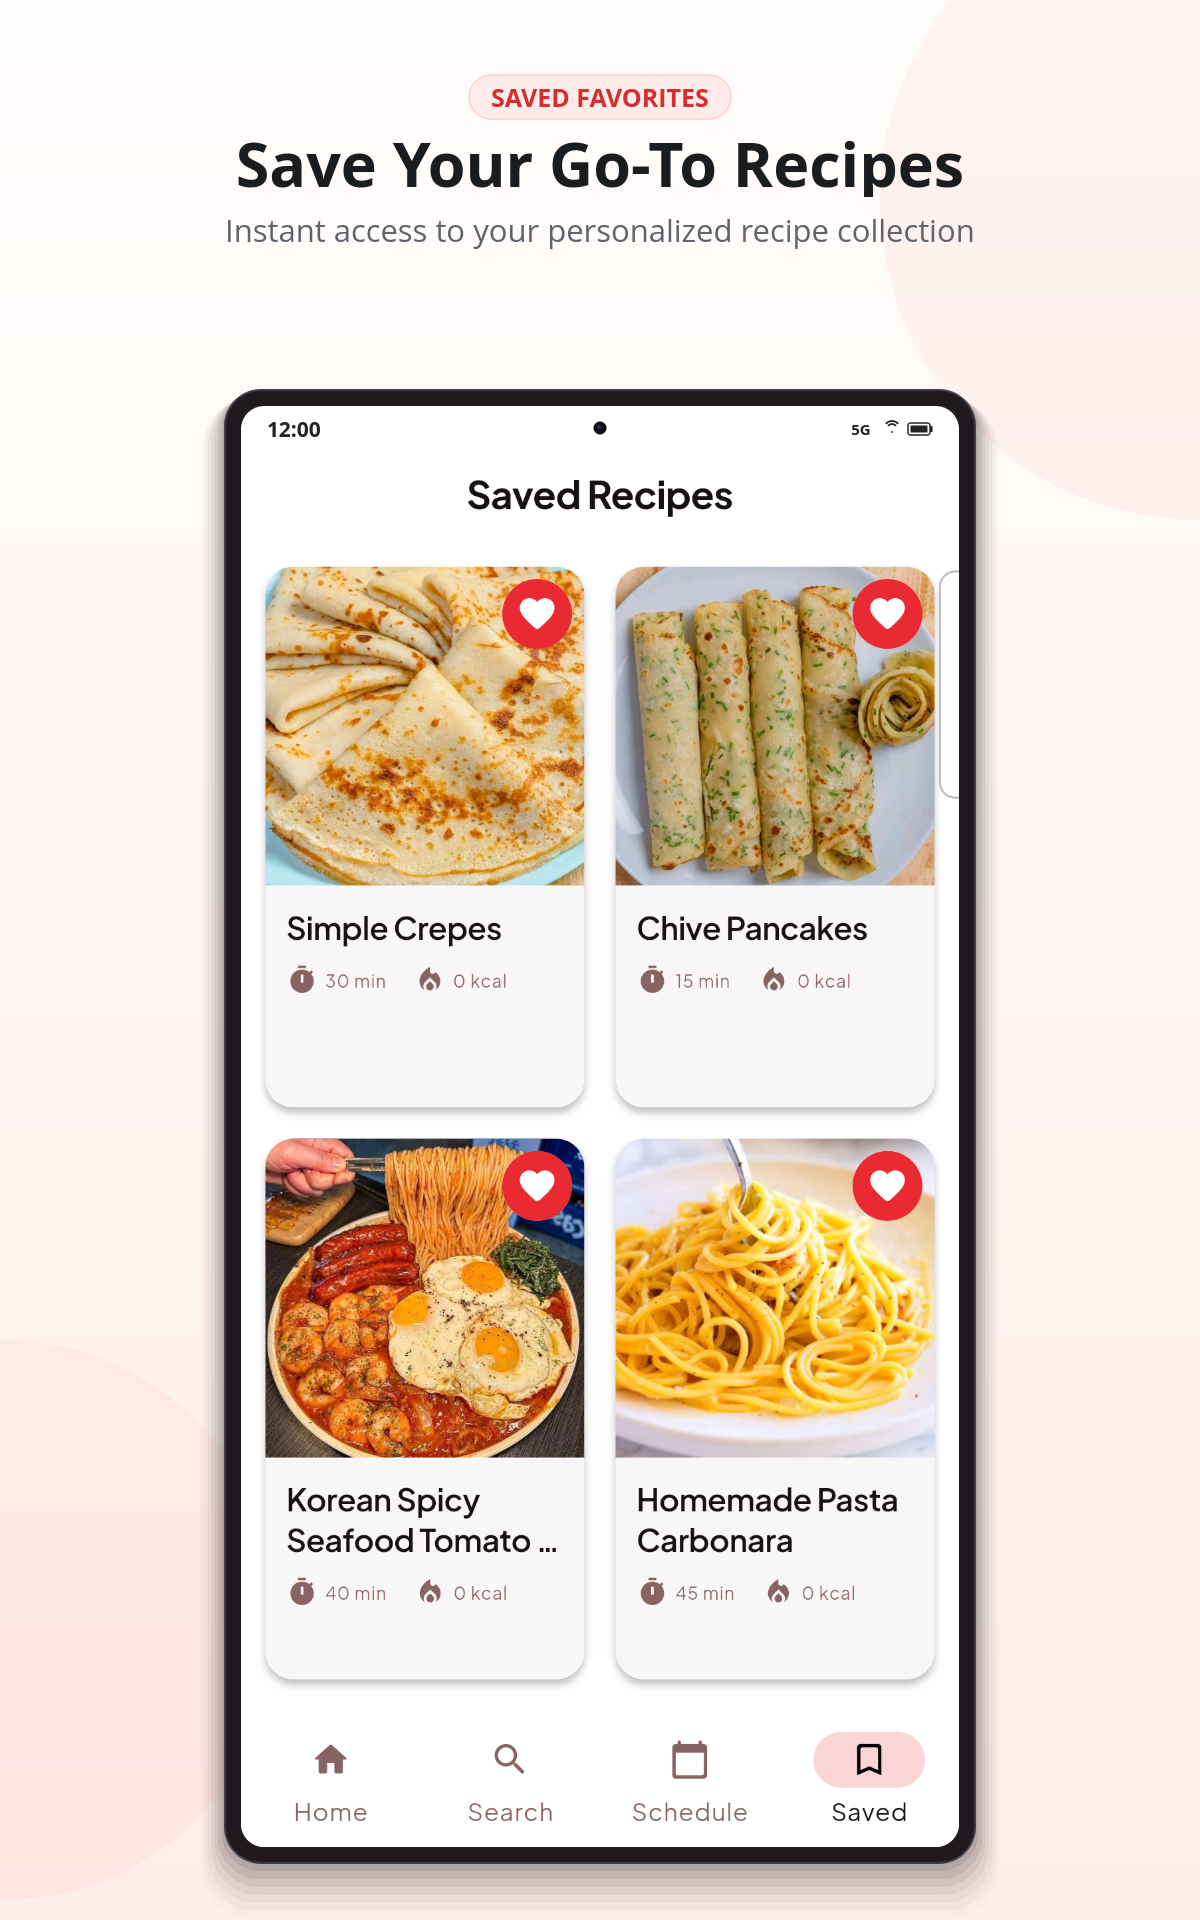 SAVED FAVORITES
Save Your Go-To Recipes
Instant access to your personalized recipe collection
12:00
5G
Saved Recipes
Simple Crepes
30 min
0 kcal
Chive Pancakes
15 min
0 kcal
Korean Spicy
Seafood Tomato ...
40 min
0 kcal
Homemade Pasta
Carbonara
45 min
0 kcal
Home
Search
Schedule
Saved